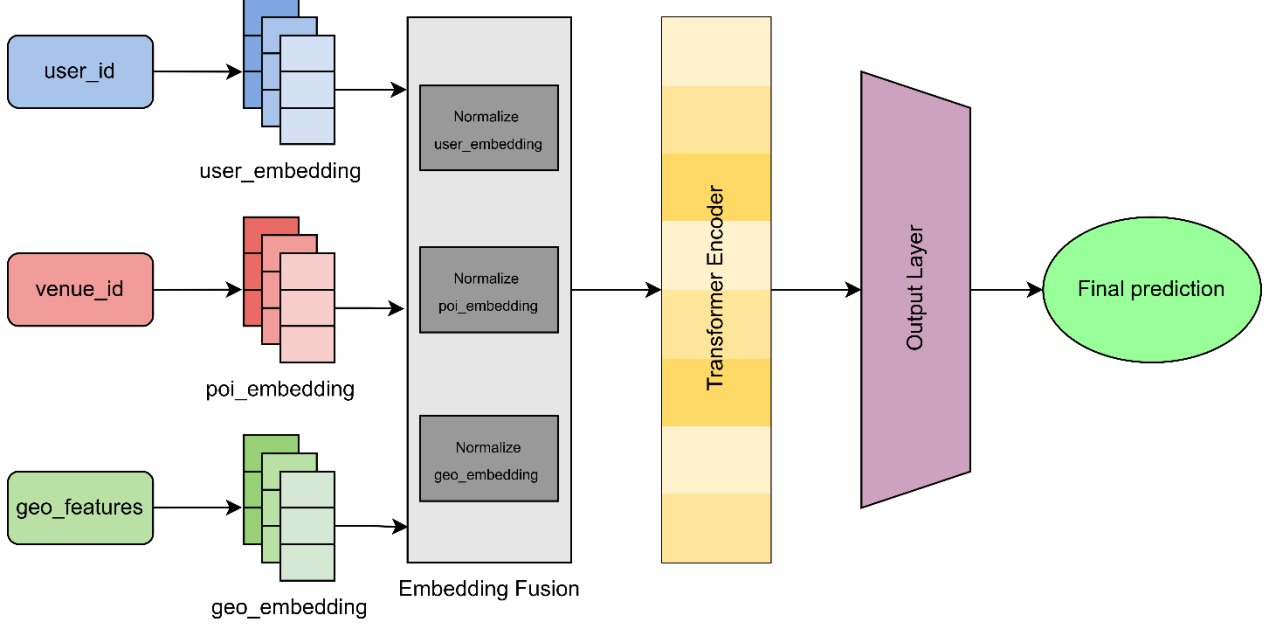 user_id
user_embedding
venue_id
poi_embedding
geo_features
geo_embedding
Normalize
user_embedding
Normalize
poi_embedding
Normalize
geo_embedding
Embedding Fusion
Transformer Encoder
Output Layer
Final prediction